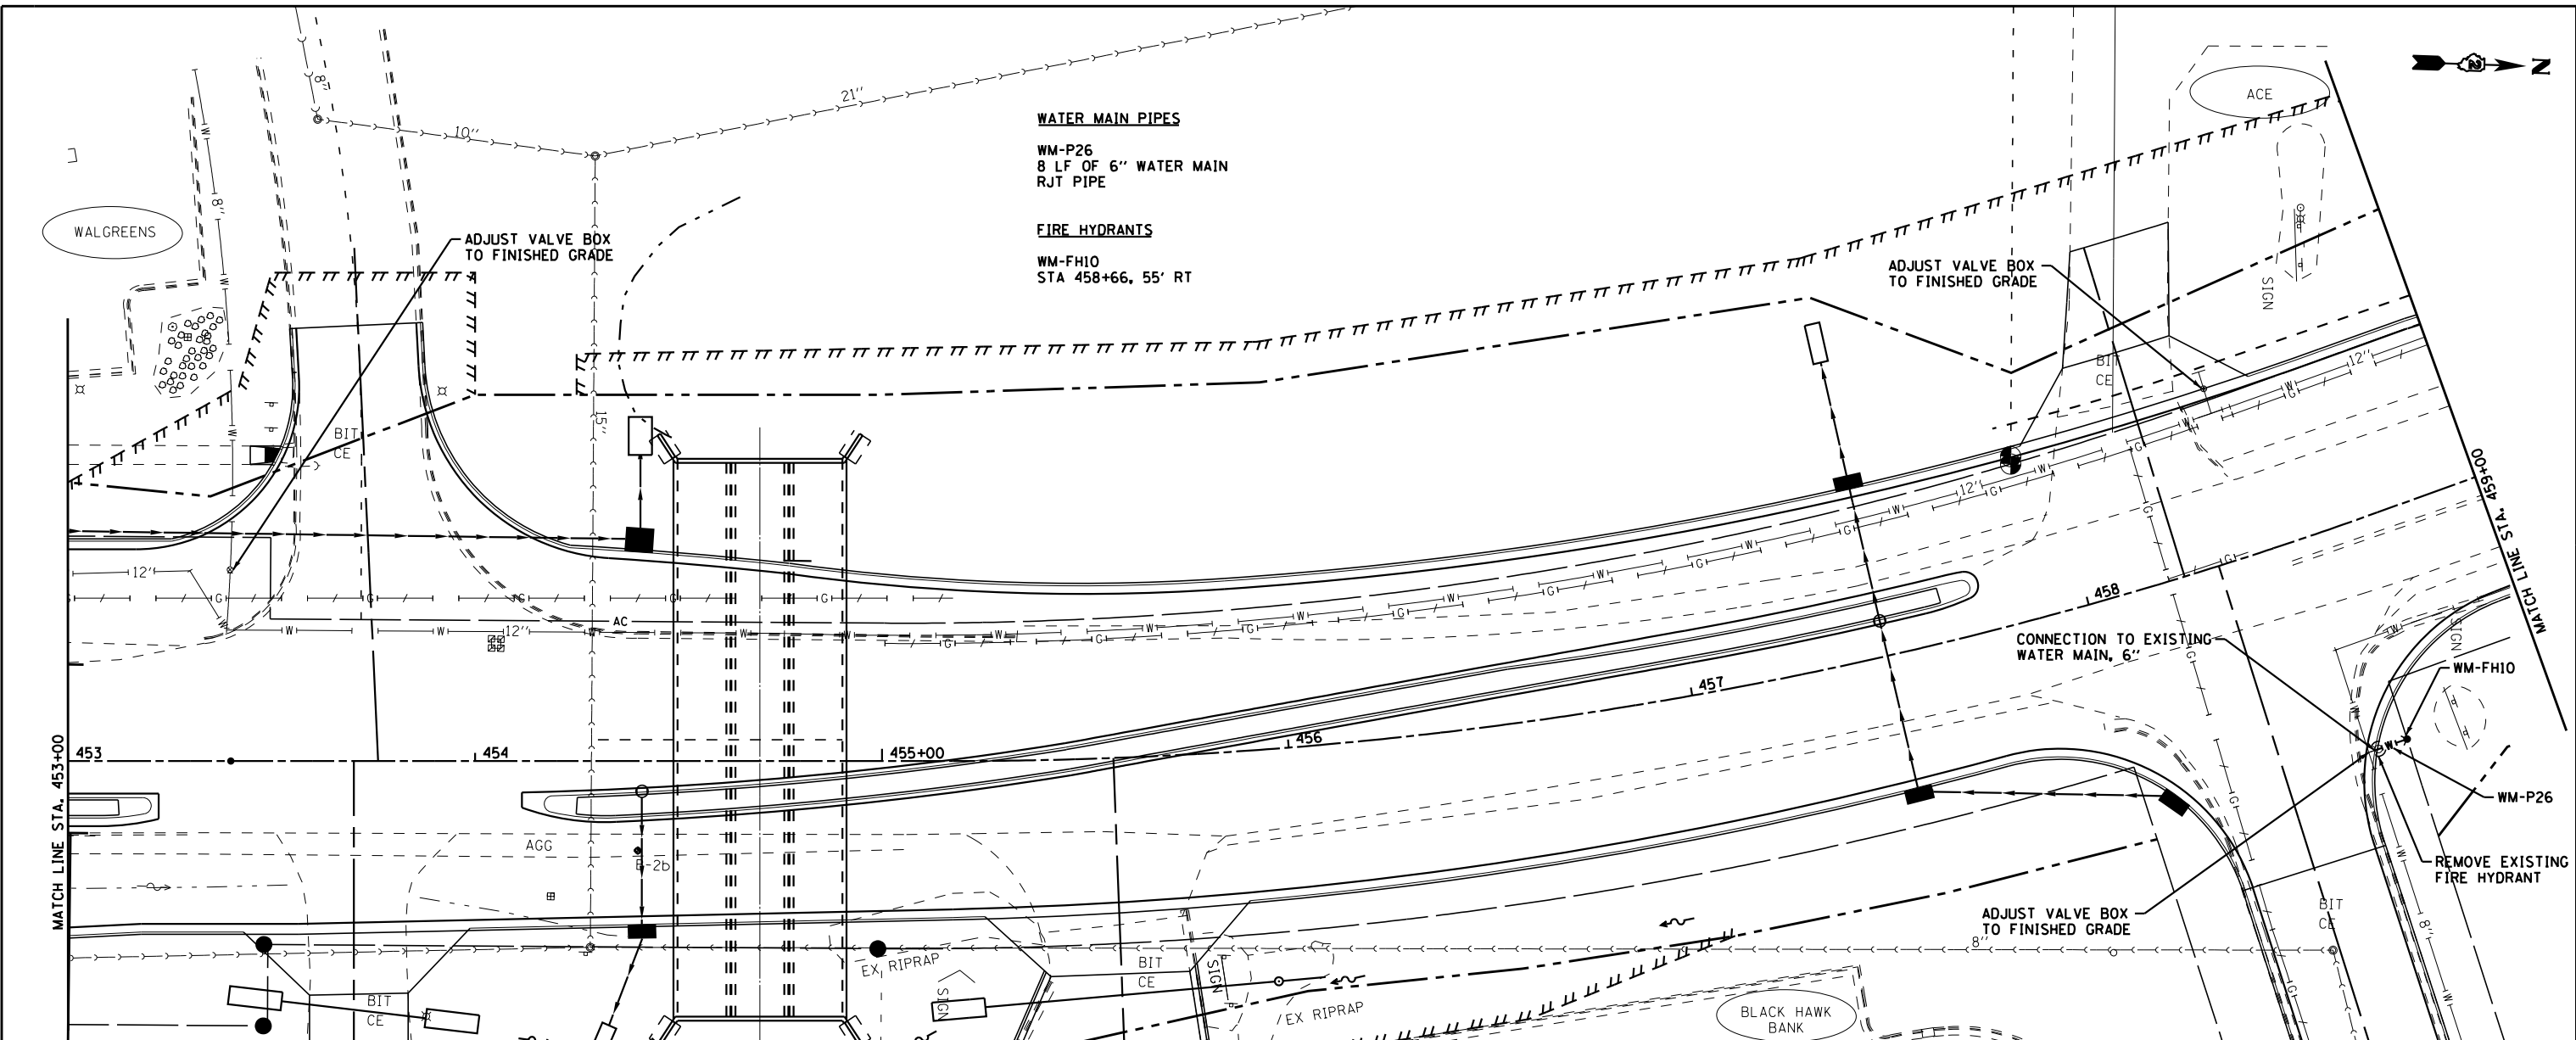 8"
10"
21"
WATER MAIN PIPES
WM-P26
8 LF OF 6" WATER MAIN
RJT PIPE
FIRE HYDRANTS
WM-FH10
STA 458+66, 55' RT
ACE
N
WALGREENS
W
8"
W
ADJUST VALVE BOX
TO FINISHED GRADE
ADJUST VALVE BOX
TO FINISHED GRADE
SIGN
BIT
CE
12"
BIT
CE
15"
W
W
12"
G
G
G
G
G
G
AC
W
W
12"
W
W
W
W
G
G
W
G
W
G
W
G
W
G
W
G
W
G
12"
G
W
G
W
W
G
G
MATCH LINE STA. 459+00
458
457
456
455+00
454
453
MATCH LINE STA. 453+00
CONNECTION TO EXISTING
WATER MAIN, 6"
W
SIGN
WM-FH10
W
WM-P26
REMOVE EXISTING
FIRE HYDRANT
ADJUST VALVE BOX
TO FINISHED GRADE
G
G
G
W
W
8"
W
BIT
CE
AGG
B-2b
EX RIPRAP
SIGN
BIT
CE
SIGN
EX RIPRAP
8"
BIT
CE
BLACK HAWK
BANK